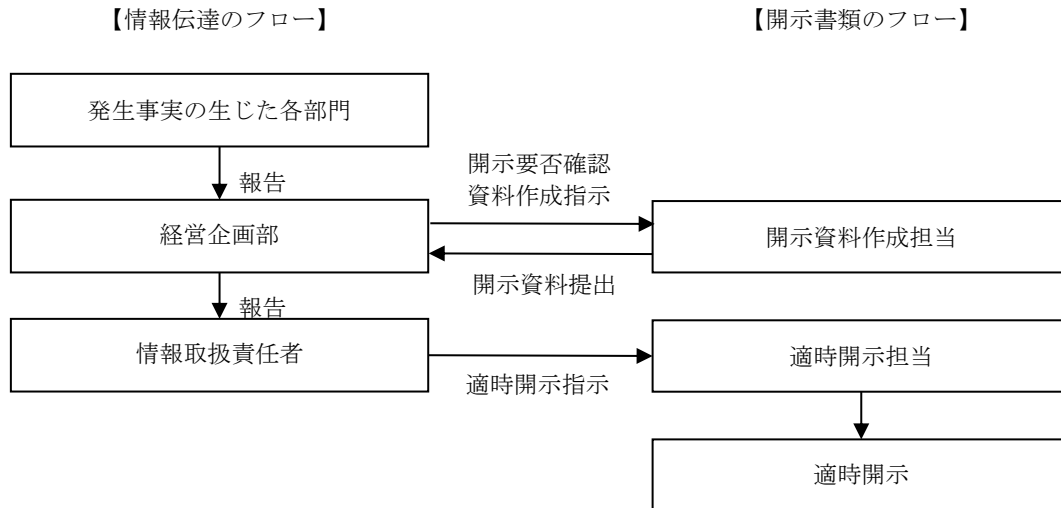 【情報伝達のフロー】
【開示書類のフロー】
発生事実の生じた各部門
報告
開示要否確認
資料作成指示
経営企画部
開示資料作成担当
開示資料提出
報告
情報取扱責任者
適時開示担当
適時開示指示
適時開示